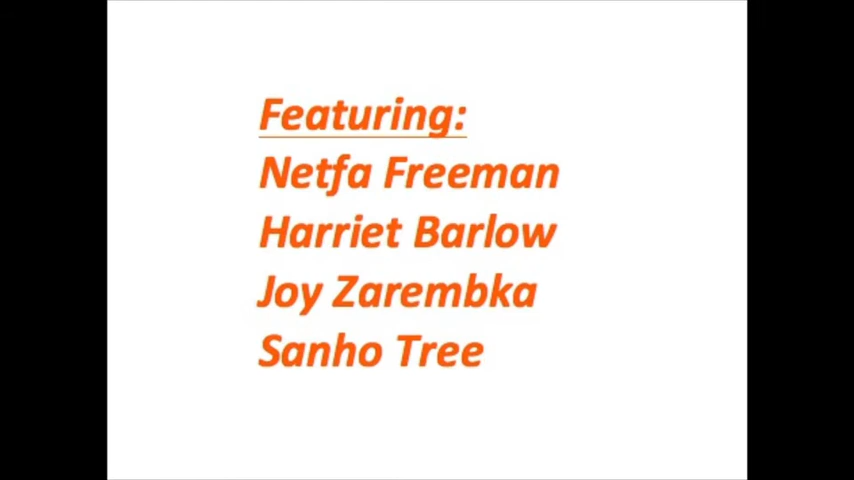 Featuring:
Netfa Freeman
Harriet Barlow
Joy Zarembka
Sanho Tree